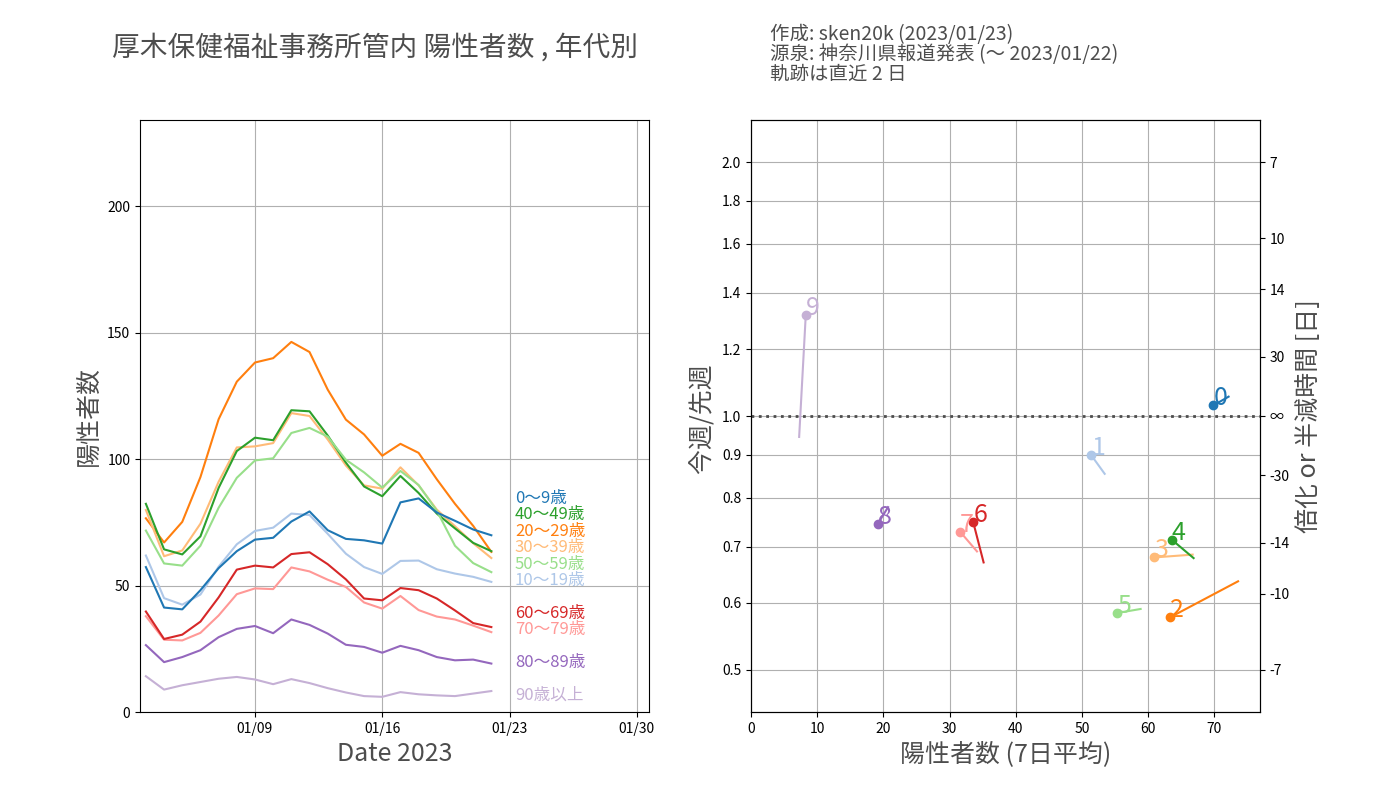 厚木保健福祉事務所管内 陽性者数 , 年代別
作成: sken20k (2023/01/23)
源泉: 神奈川県報道発表 (〜 2023/01/22)
軌跡は直近 2 日
陽性者数
200
150
100
50
0
01/09
01/16
01/23
01/30
Date 2023
0〜9歳
40〜49歳
20〜29歳
30〜39歳
50〜59歳
10〜19歳
60〜69歳
70〜79歳
80〜89歳
90歳以上
今週/先週
2.0
1.8
1.6
1.4
1.2
1.0
0.9
0.8
0.7
0.6
0.5
9
0
1
8
7
6
4
3
5
2
0
10
20
30
40
50
60
70
陽性者数 (7日平均)
7
10
14
30
∞
-30
-14
-10
-7
倍化 or 半減時間 [日]